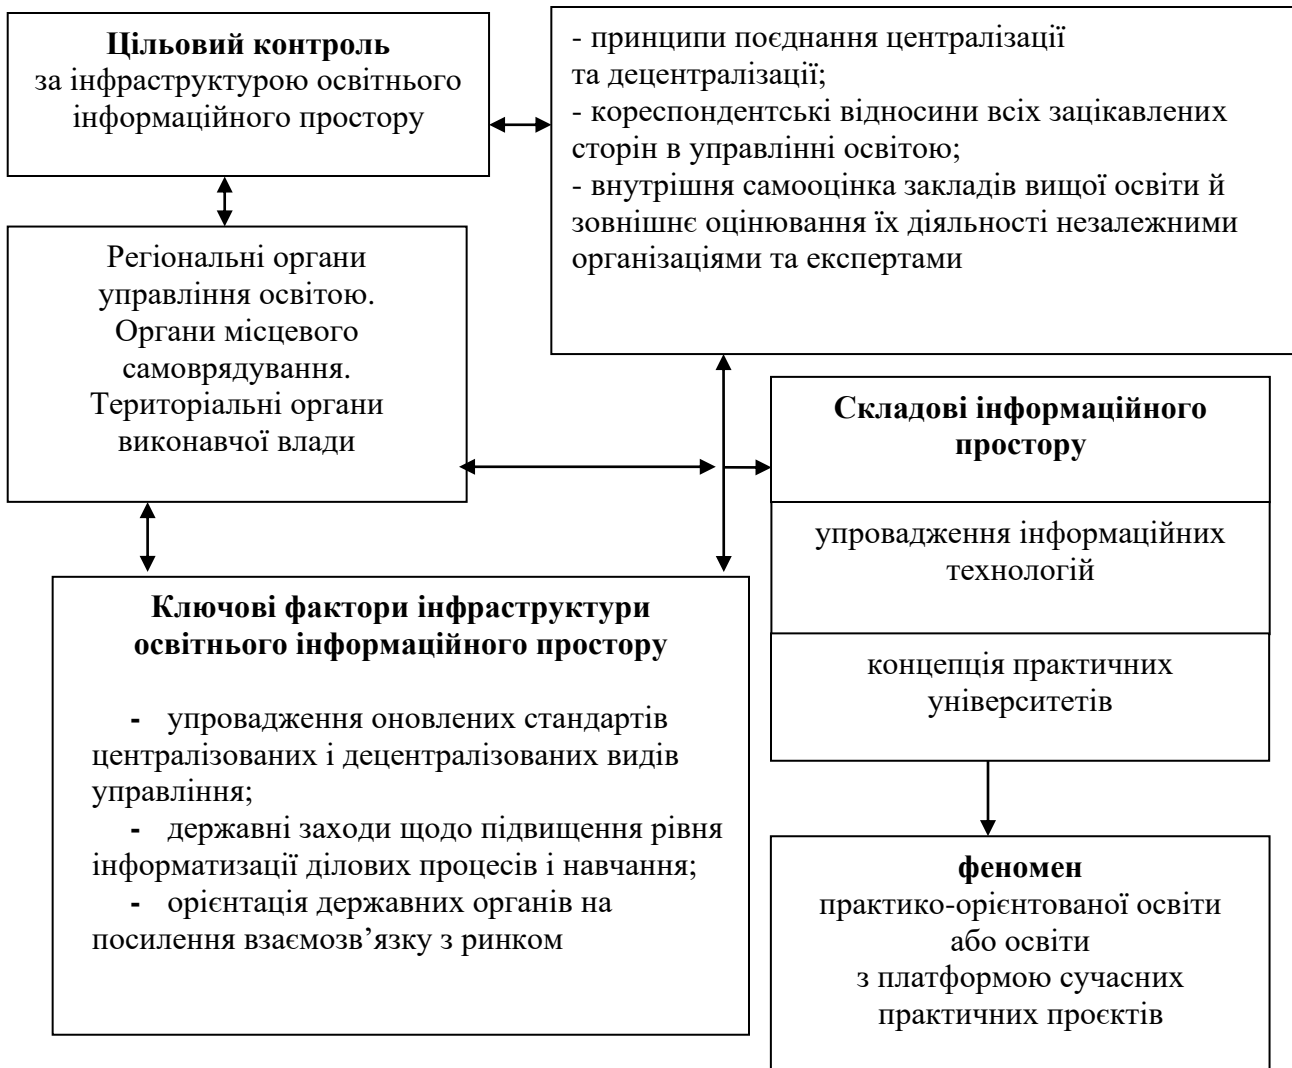 Цільовий контроль
за інфраструктурою освітнього
інформаційного простору
- принципи поєднання централізації
та децентралізації;
- кореспондентські відносини всіх зацікавлених
сторін в управлінні освітою;
- внутрішня самооцінка закладів вищої освіти й
зовнішнє оцінювання їх діяльності незалежними
організаціями та експертами
Регіональні органи
управління освітою.
Органи місцевого
самоврядування.
Територіальні органи
виконавчої влади
Складові інформаційного
простору
упровадження інформаційних
технологій
концепція практичних
університетів
Ключові фактори інфраструктури
освітнього інформаційного простору
- упровадження оновлених стандартів
централізованих і децентралізованих видів
управління;
- державні заходи щодо підвищення рівня
інформатизації ділових процесів і навчання;
- орієнтація державних органів на
посилення взаємозв’язку з ринком
феномен
практико-орієнтованої освіти
або освіти
з платформою сучасних
практичних проєктів